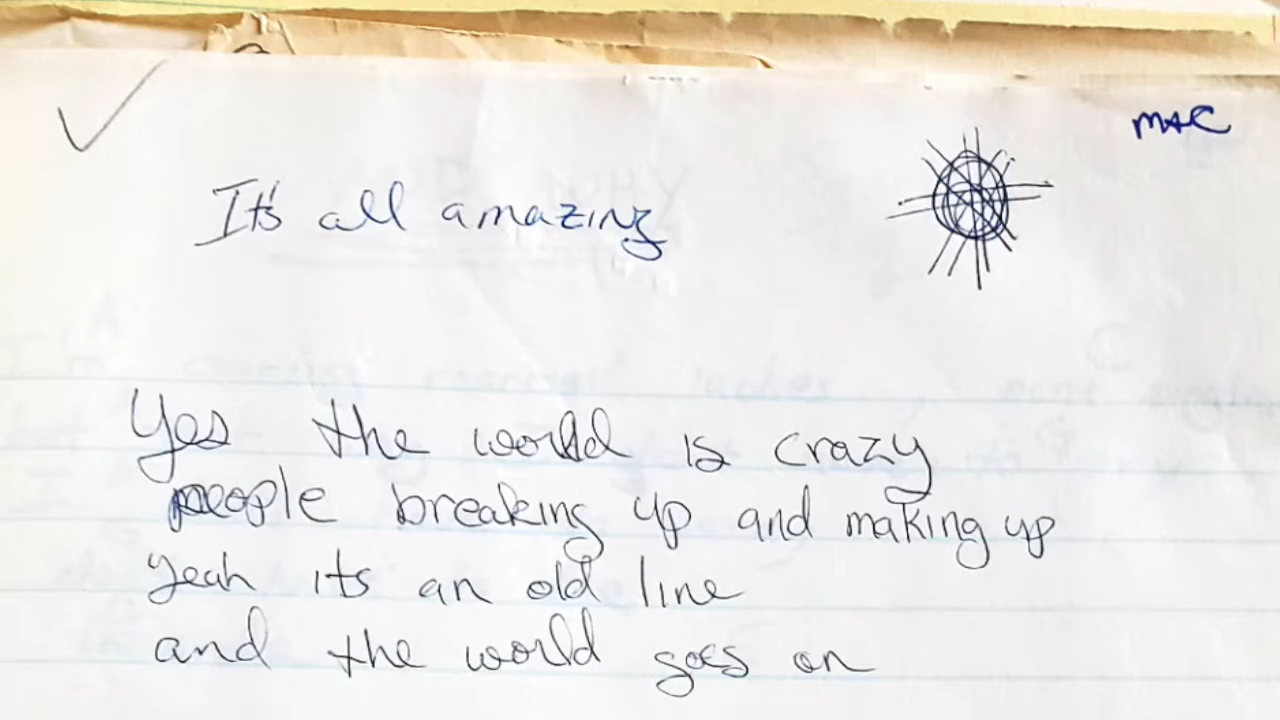 MAC
It's all amazing
Yes the world is crazy
people breaking up and making up
yeah its an old line
and the world goes on